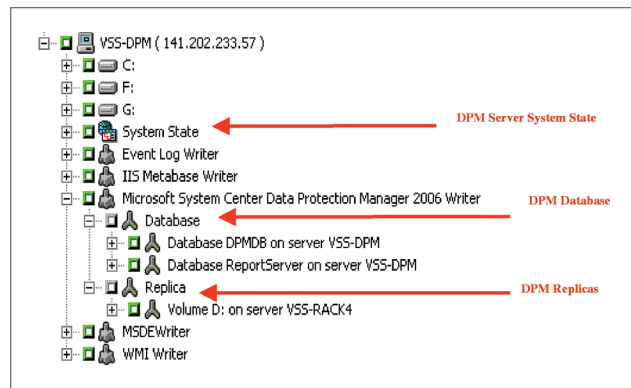 VSS-DPM ( 141.202.233.57 )
C:
F:
G:
DPM Server System State
System State
Event Log Writer
IIS Metabase Writer
Microsoft System Center Data Protection Manager 2006 Writer
DPM Database
Database
Database DPMDB on server VSS-DPM
Database ReportServer on server VSS-DPM
Replica
DPM Replicas
Volume D: on server VSS-RACK4
MSDEWriter
WMI Writer